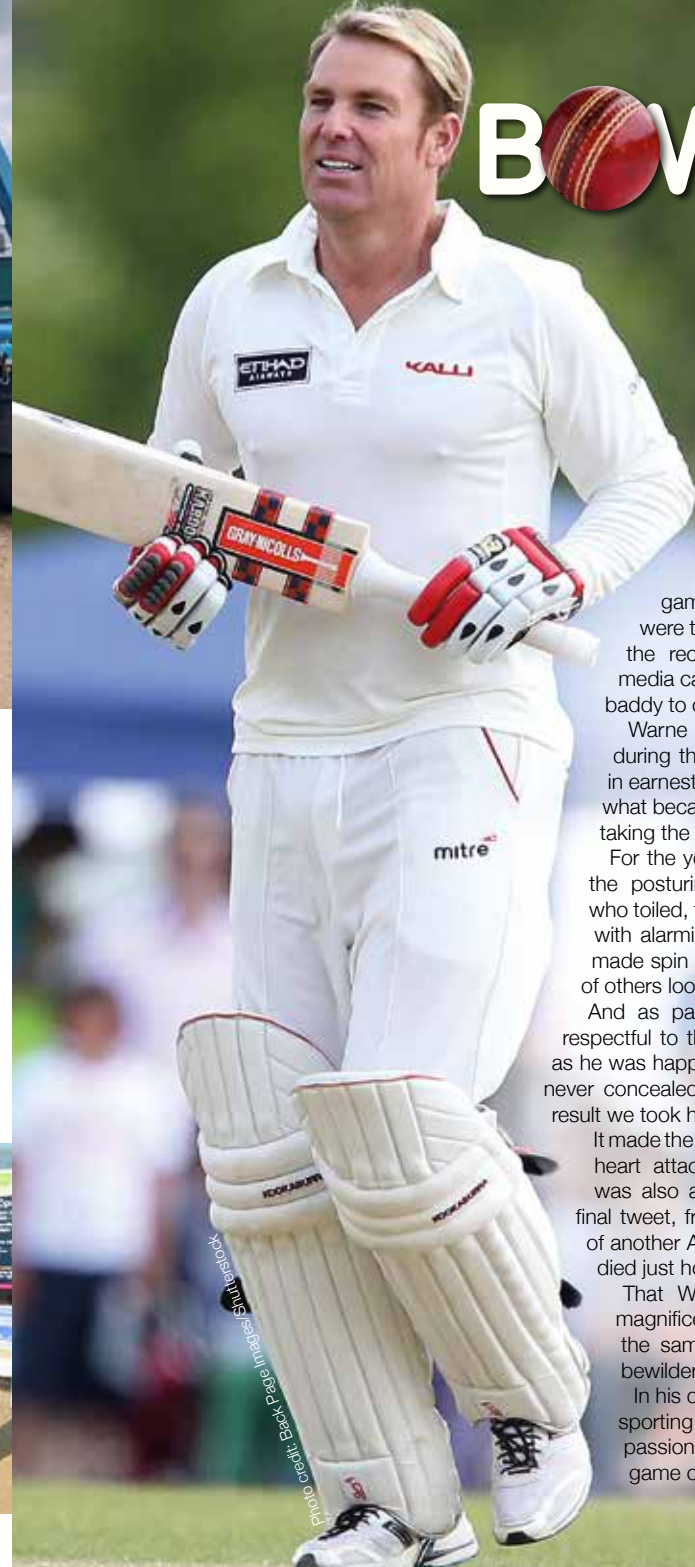 B W
ETIHAD
AIRWAYS
KALLI
GRAY-NICOLLS
mitre
KOOKABURRA
KOOKABURRA
gam
were t
the rec
media ca
baddy to c
Warne
during th
in earnest
what beca
taking the
For the ye
the posturi
who toiled, t
with alarmi
made spin
of others loo
And as pa
respectful to th
as he was happ
never concealed
result we took h
It made the
heart attac
was also a
final tweet, fr
of another A
died just ho
That W
magnifice
the sam
bewilder
In his c
sporting
passion
game o
Photo credit: Back Page Images/Shutterstock